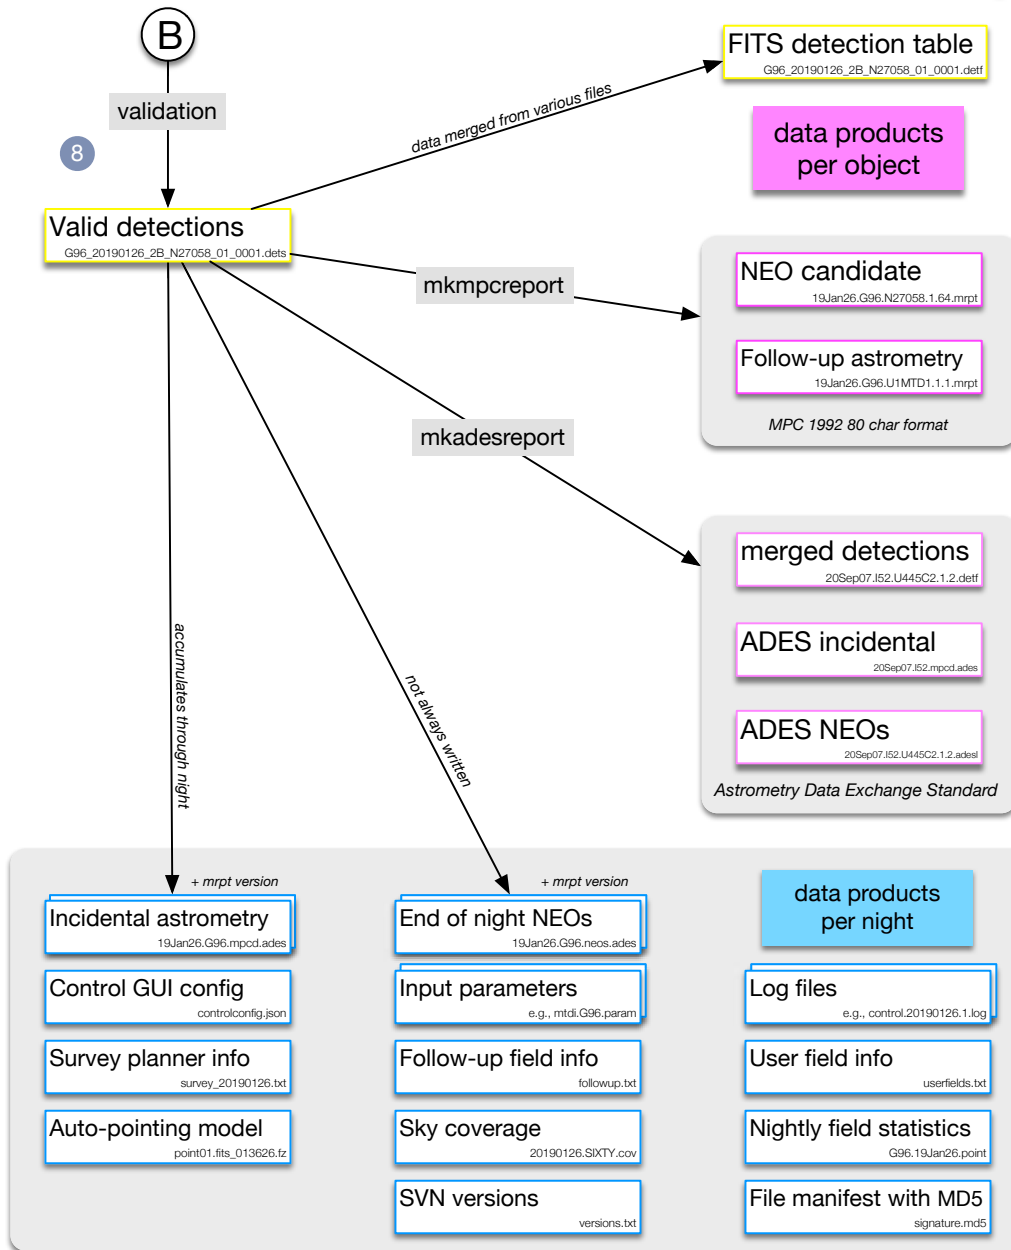 B
validation
8
FITS detection table
G96_20190126_2B_N27058_01_0001.detf
data merged from various files
data products
per object
Valid detections
G96_20190126_2B_N27058_01_0001.dets
mkmpcreport
NEO candidate
19Jan26.G96.N27058.1.64.mrpt
Follow-up astrometry
19Jan26.G96.U1MTD1.1.1.mrpt
MPC 1992 80 char format
mkadesreport
merged detections
20Sep07.I52.U445C2.1.2.detf
ADES incidental
20Sep07.I52.mpcd.ades
ADES NEOs
20Sep07.I52.U445C2.1.2.adesl
Astrometry Data Exchange Standard
accumulates through night
not always written
+ mrpt version
Incidental astrometry
19Jan26.G96.mpcd.ades
Control GUI config
controlconfig.json
Survey planner info
survey_20190126.txt
Auto-pointing model
point01.fits_013626.fz
+ mrpt version
End of night NEOs
19Jan26.G96.neos.ades
Input parameters
e.g., mtdi.G96.param
Follow-up field info
followup.txt
Sky coverage
20190126.SIXTY.cov
SVN versions
versions.txt
data products
per night
Log files
e.g., control.20190126.1.log
User field info
userfields.txt
Nightly field statistics
G96.19Jan26.point
File manifest with MD5
signature.md5